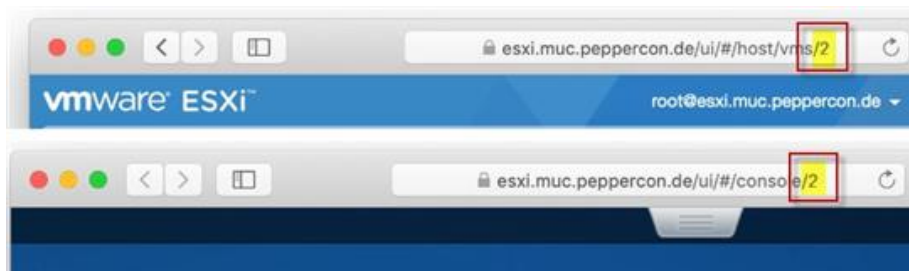 esxi.muc.peppercon.de/ui/#/host/vms/2
vmware® ESXi™
root@esxi.muc.peppercon.de
esxi.muc.peppercon.de/ui/#/console/2